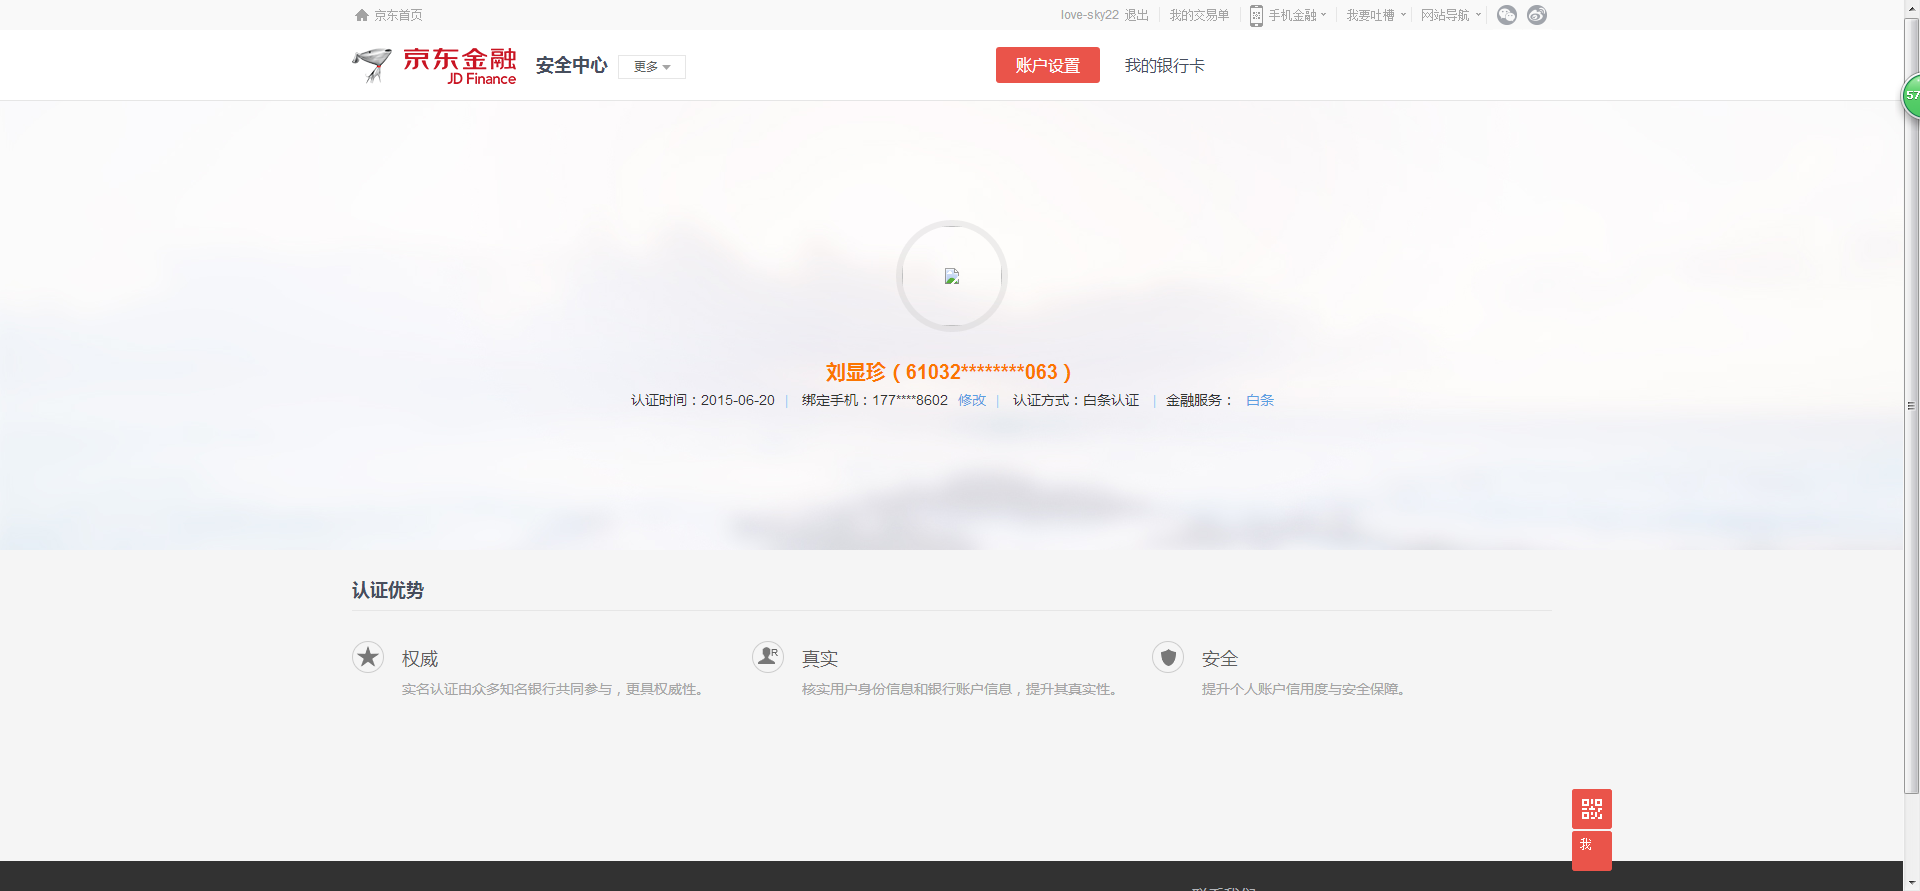 京东首页
love-sky22 退出 我的交易单 手机金融 我要吐槽 网站导航
京东金融
JD Finance
安全中心 更多
账户设置 我的银行卡
57
刘显珍（61032********063）
认证时间：2015-06-20 | 绑定手机：177****8602 修改 | 认证方式：白条认证 | 金融服务： 白条
认证优势
权威
实名认证由众多知名银行共同参与，更具权威性。
R
真实
核实用户身份信息和银行账户信息，提升其真实性。
安全
提升个人账户信用度与安全保障。
我
联系我们